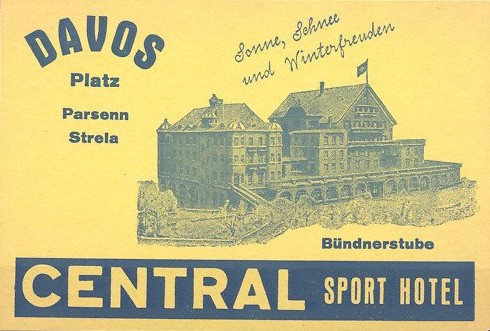 DAVOS
Platz
Parsenn
Strela
Sonne, Schnee
und Winterfreuden
Bündnerstube
CENTRAL SPORT HOTEL